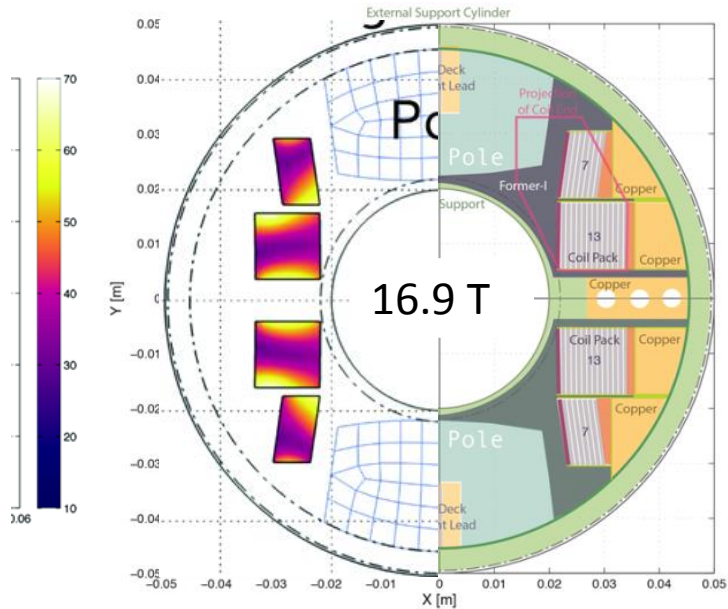 External Support Cylinder
70
60
50
40
30
20
10
0.06
Y [m]
0.05
0.04
0.03
0.02
0.01
0
−0.01
−0.02
−0.03
−0.04
−0.05
Deck
nt Lead
Po
Pole
Projection
of Coil End
Former-I
7
Copper
Support
13
Coil Pack
Copper
16.9 T
Copper
Coil Pack
13
Copper
7
Copper
Pole
Deck
nt Lead
−0.05
−0.04
−0.03
−0.02
−0.01
0
0.01
0.02
0.03
0.04
0.05
X [m]